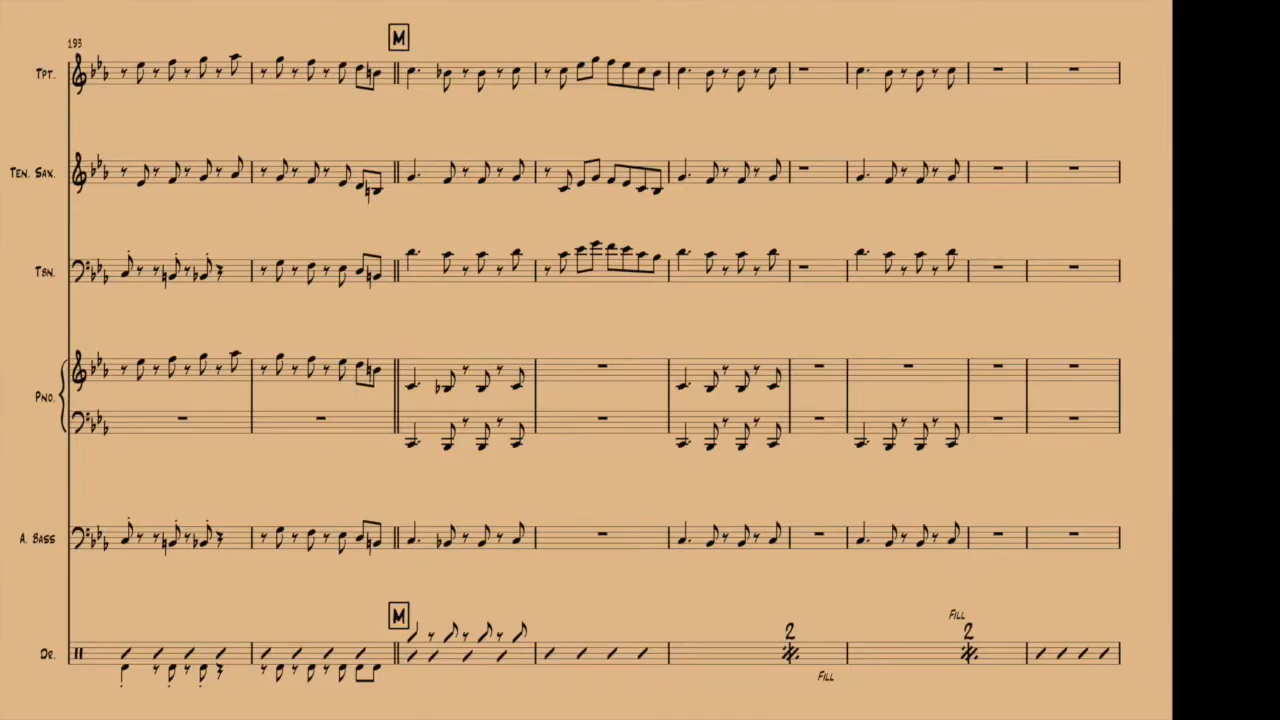 193
M
Tpt.
Ten. Sax.
Tbn.
Pno.
A. Bass
M
Fill
2 2
Dr.
Fill